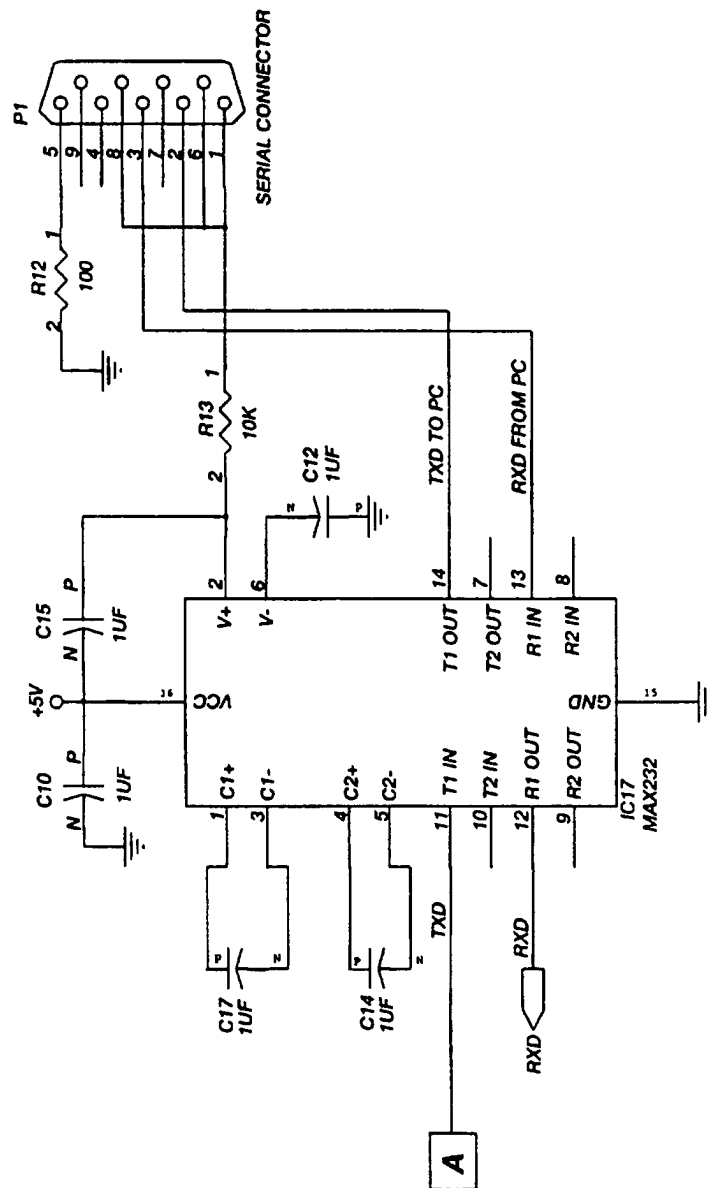 P1
SERIAL CONNECTOR
5
9
4
8
3
7
2
6
1
1
R12
100
2
1
R13
10K
2
C12
1UF
N
P
TXD TO PC
RXD FROM PC
P
C15
1UF
N
+5V
P
C10
1UF
N
2
V+
6
V-
14
T1 OUT
7
T2 OUT
13
R1 IN
8
R2 IN
16
VCC
15
GND
1
C1+
3
C1-
4
C2+
5
C2-
11
T1 IN
10
T2 IN
12
R1 OUT
9
R2 OUT
IC17
MAX232
P
N
C17
1UF
P
N
C14
1UF
TXD
RXD
RXD
A